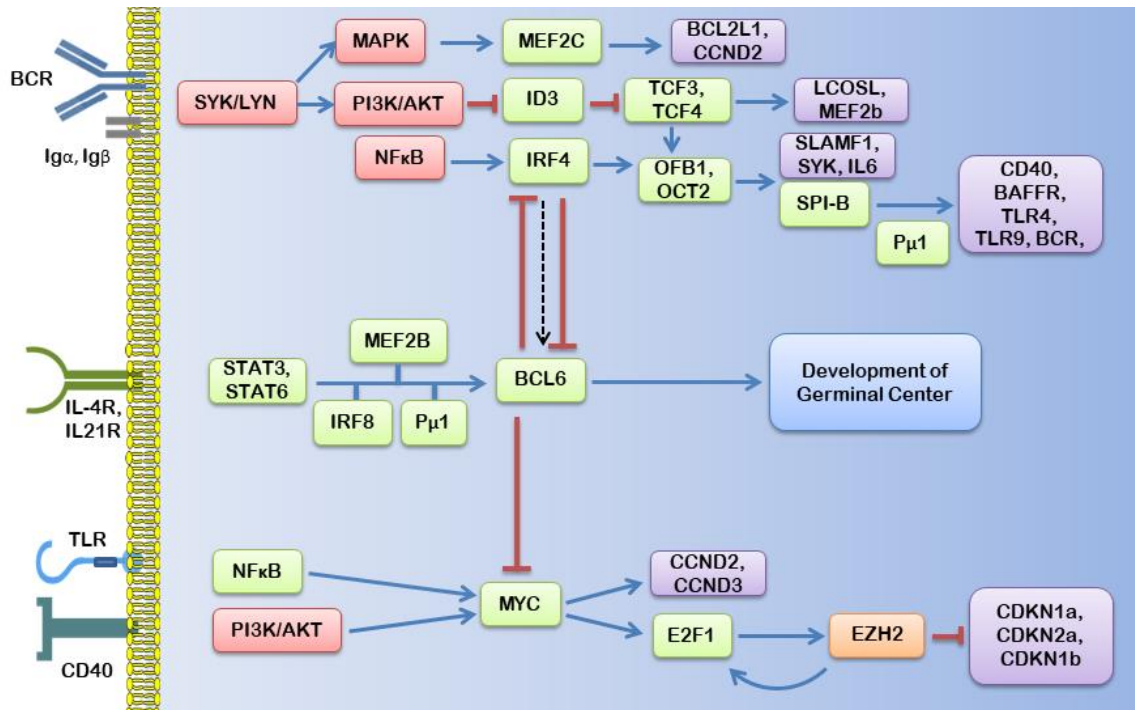 BCR
Igα, Igβ
SYK/LYN
MAPK
MEF2C
BCL2L1,
CCND2
PI3K/AKT
ID3
TCF3,
TCF4
LCOSL,
MEF2b
NFκB
IRF4
OFB1,
OCT2
SLAMF1,
SYK, IL6
SPI-B
Pμ1
CD40,
BAFFR,
TLR4,
TLR9, BCR,
IL-4R,
IL21R
STAT3,
STAT6
MEF2B
IRF8
Pμ1
BCL6
Development of
Germinal Center
TLR
CD40
NFκB
PI3K/AKT
MYC
CCND2,
CCND3
E2F1
EZH2
CDKN1a,
CDKN2a,
CDKN1b